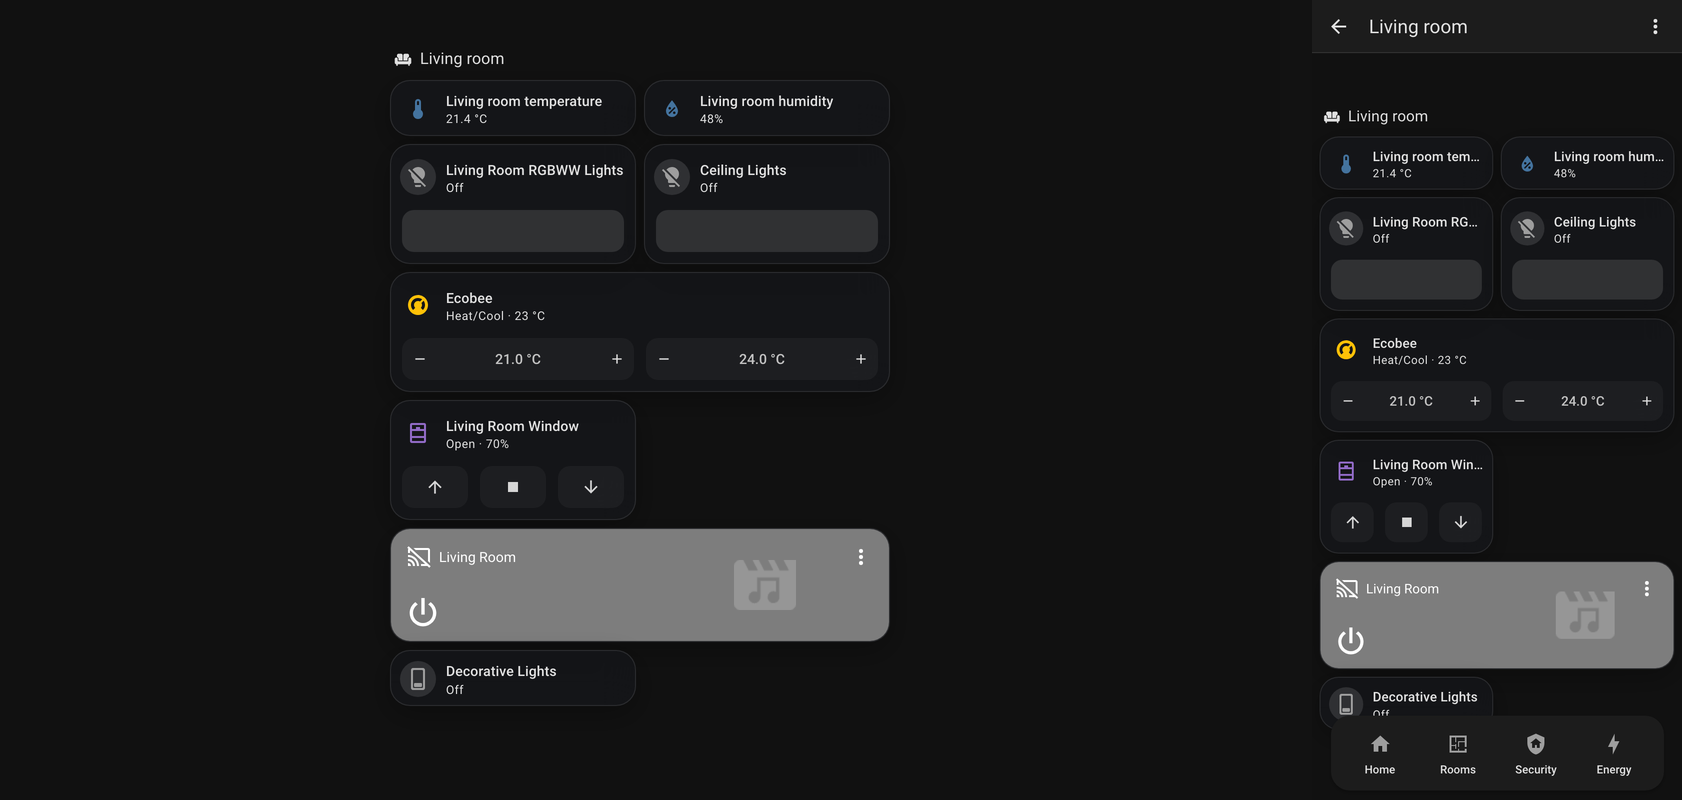 Living room
Living room temperature
21.4 °C
Living room humidity
48%
Living Room RGBWW Lights
Off
Ceiling Lights
Off
Ecobee
Heat/Cool · 23 °C
21.0 °C
24.0 °C
Living Room Window
Open · 70%
Living Room
Decorative Lights
Off
Living room
Living room
Living room tem...
21.4 °C
Living room hum...
48%
Living Room RG...
Off
Ceiling Lights
Off
Ecobee
Heat/Cool · 23 °C
21.0 °C
24.0 °C
Living Room Win...
Open · 70%
Living Room
Decorative Lights
Off
Home
Rooms
Security
Energy